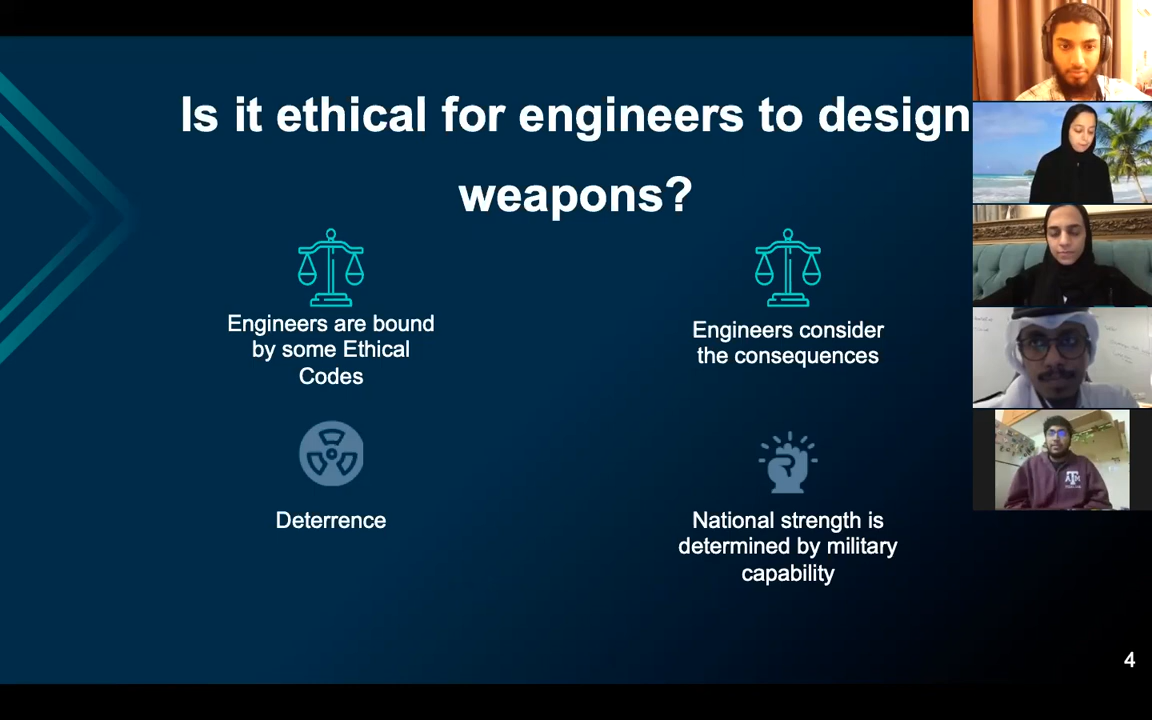 Is it ethical for engineers to design
weapons?
Engineers are bound
by some Ethical
Codes
Engineers consider
the consequences
Deterrence
National strength is
determined by military
capability
ATM
4